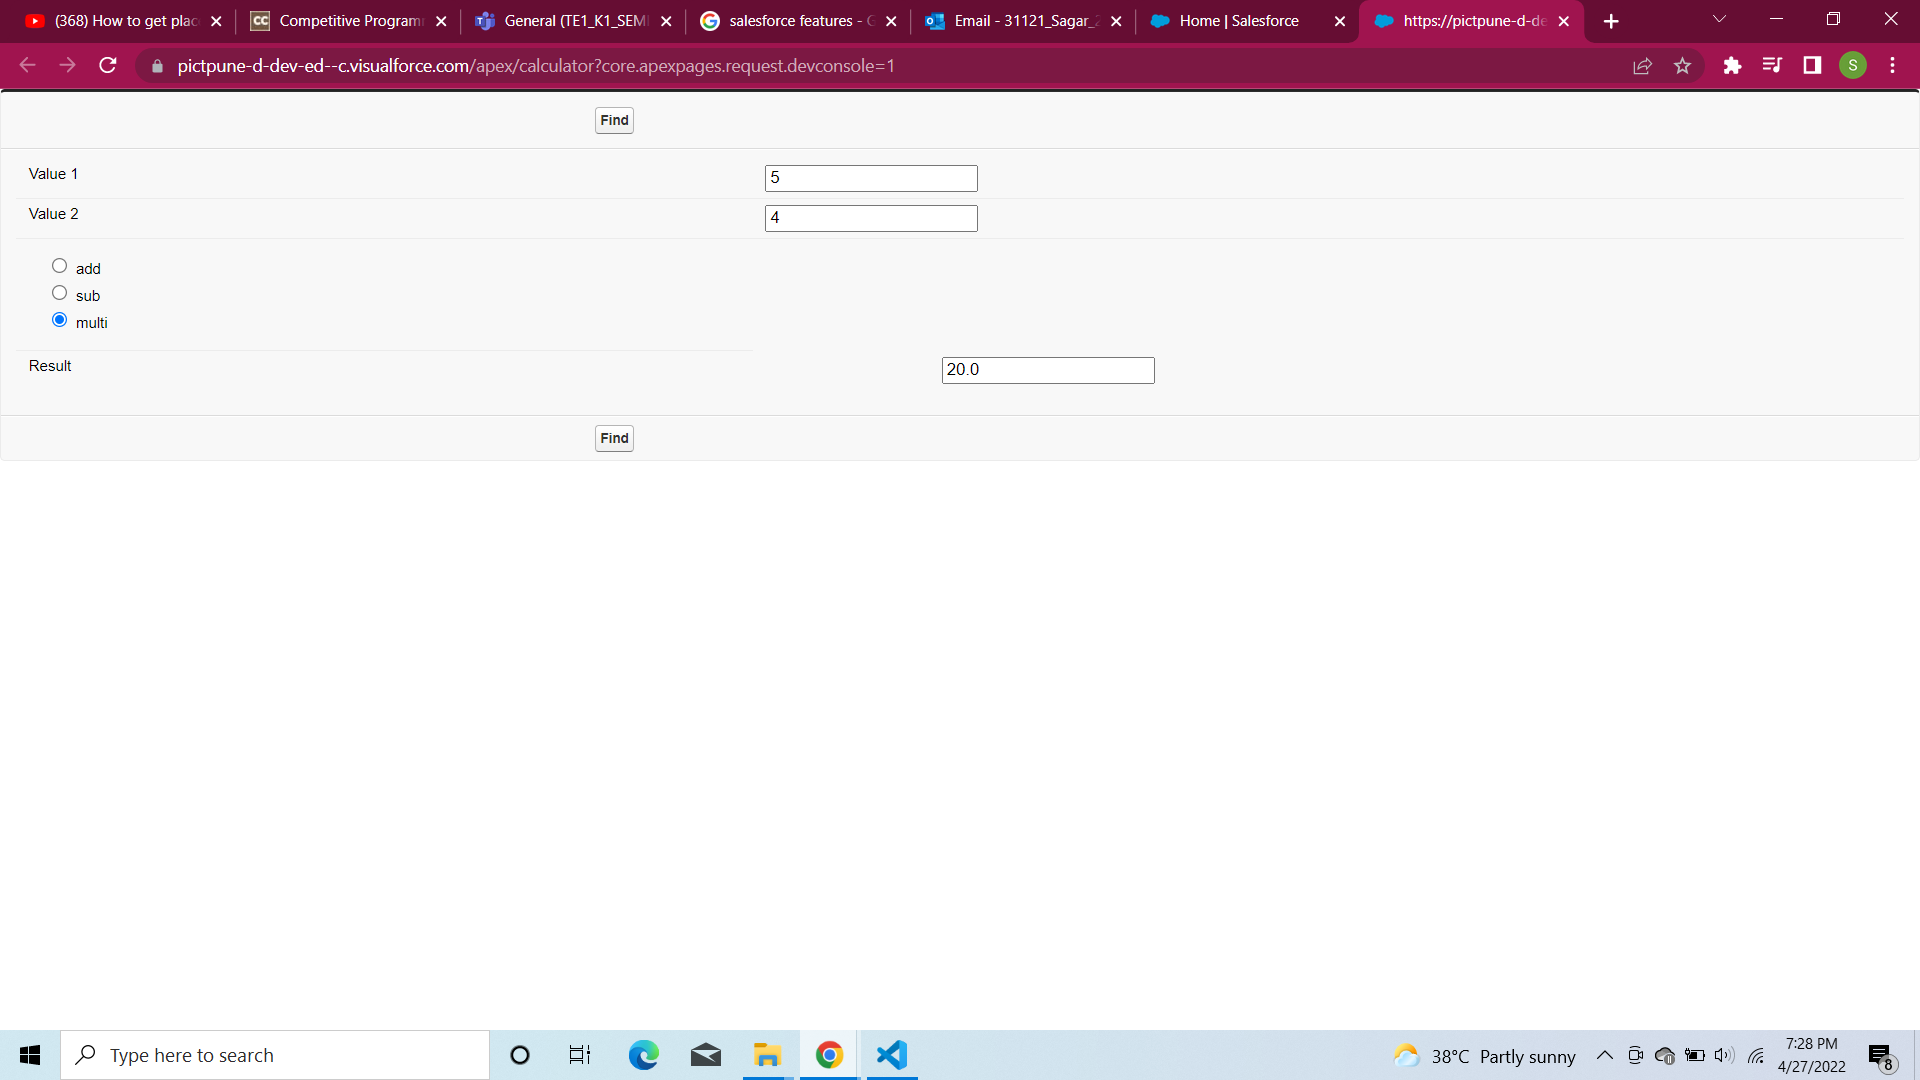 (368) How to get plac
CC Competitive Program
General (TE1_K1_SEM
salesforce features - G
Email - 31121_Sagar_2
Home | Salesforce
https://pictpune-d-de
pictpune-d-dev-ed--c.visualforce.com/apex/calculator?core.apexpages.request.devconsole=1
S
Find
Value 1
5
Value 2
4
add
sub
multi
Result
20.0
Find
Type here to search
38°C Partly sunny
7:28 PM
4/27/2022
8